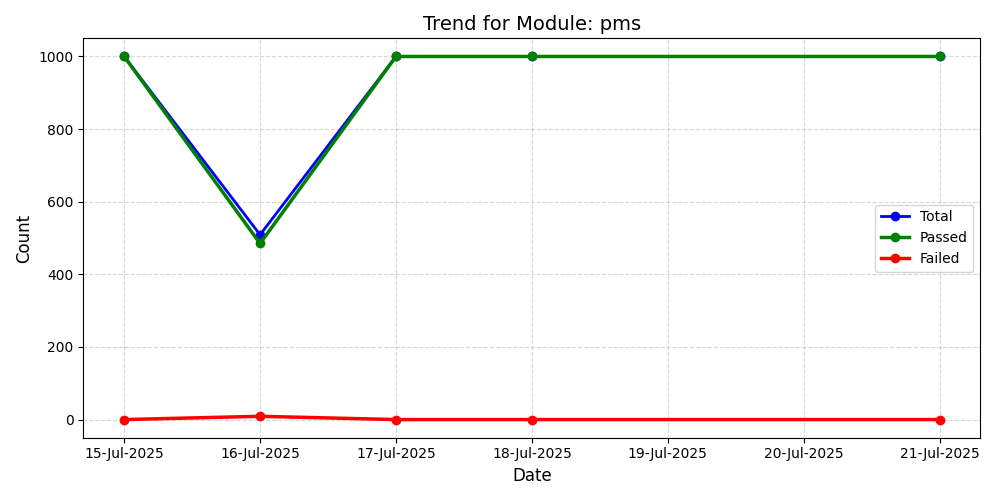 Trend for Module: pms
Count
1000
800
600
400
200
0
Total
Passed
Failed
15-Jul-2025
16-Jul-2025
17-Jul-2025
18-Jul-2025
19-Jul-2025
20-Jul-2025
21-Jul-2025
Date